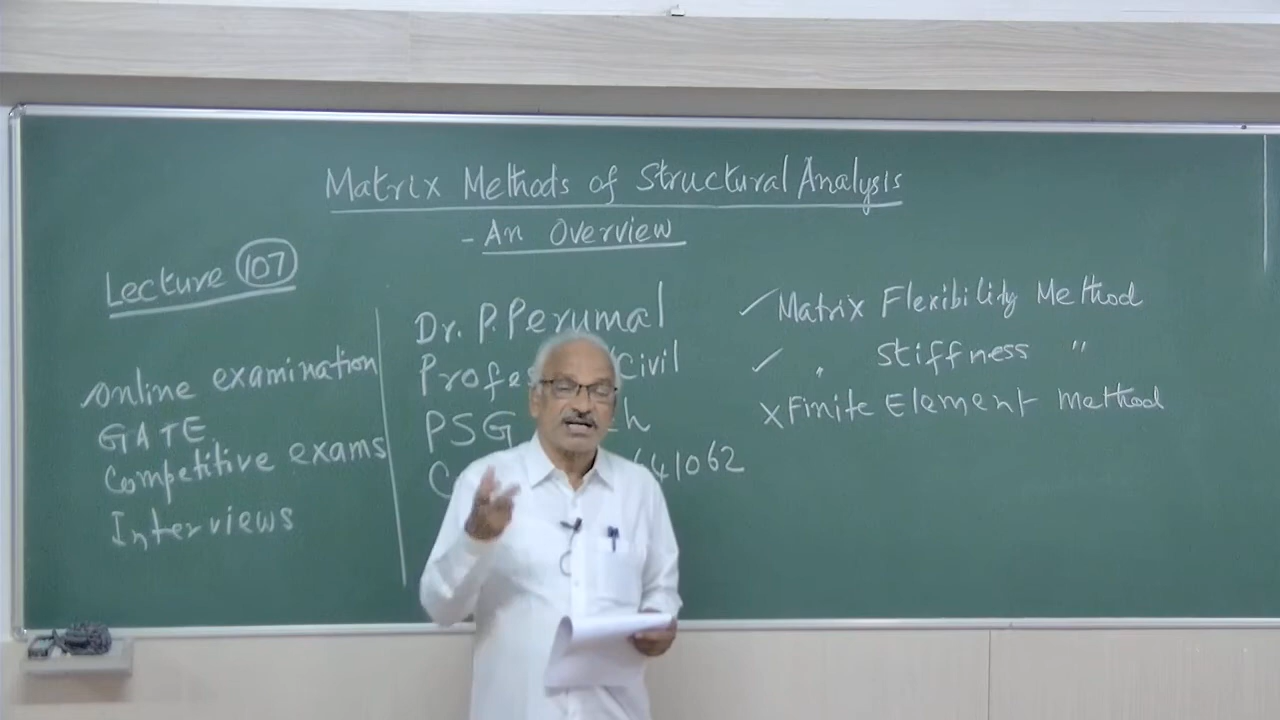 Matrix Methods of Structural Analysis
- An Overview
Lecture 107
Online examination
GATE
Competitive exams
Interviews
Dr. P. Perumal
Civil
PSG
641062
✓ Matrix Flexibility Method
✓ " Stiffness "
X Finite Element Method